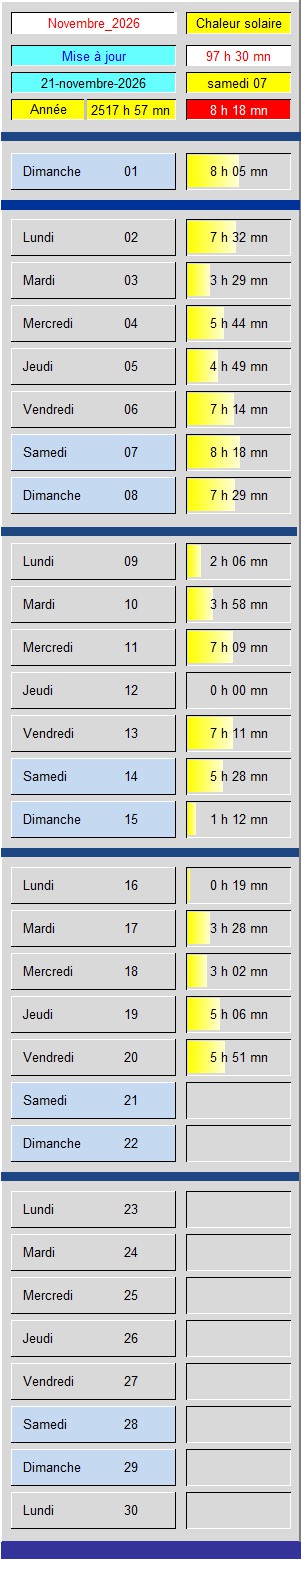 Novembre_2026 Chaleur solaire
Mise à jour 97 h 30 mn
21-novembre-2026 samedi 07
Année 2517 h 57 mn 8 h 18 mn
Dimanche 01 8 h 05 mn
Lundi 02 7 h 32 mn
Mardi 03 3 h 29 mn
Mercredi 04 5 h 44 mn
Jeudi 05 4 h 49 mn
Vendredi 06 7 h 14 mn
Samedi 07 8 h 18 mn
Dimanche 08 7 h 29 mn
Lundi 09 2 h 06 mn
Mardi 10 3 h 58 mn
Mercredi 11 7 h 09 mn
Jeudi 12 0 h 00 mn
Vendredi 13 7 h 11 mn
Samedi 14 5 h 28 mn
Dimanche 15 1 h 12 mn
Lundi 16 0 h 19 mn
Mardi 17 3 h 28 mn
Mercredi 18 3 h 02 mn
Jeudi 19 5 h 06 mn
Vendredi 20 5 h 51 mn
Samedi 21
Dimanche 22
Lundi 23
Mardi 24
Mercredi 25
Jeudi 26
Vendredi 27
Samedi 28
Dimanche 29
Lundi 30